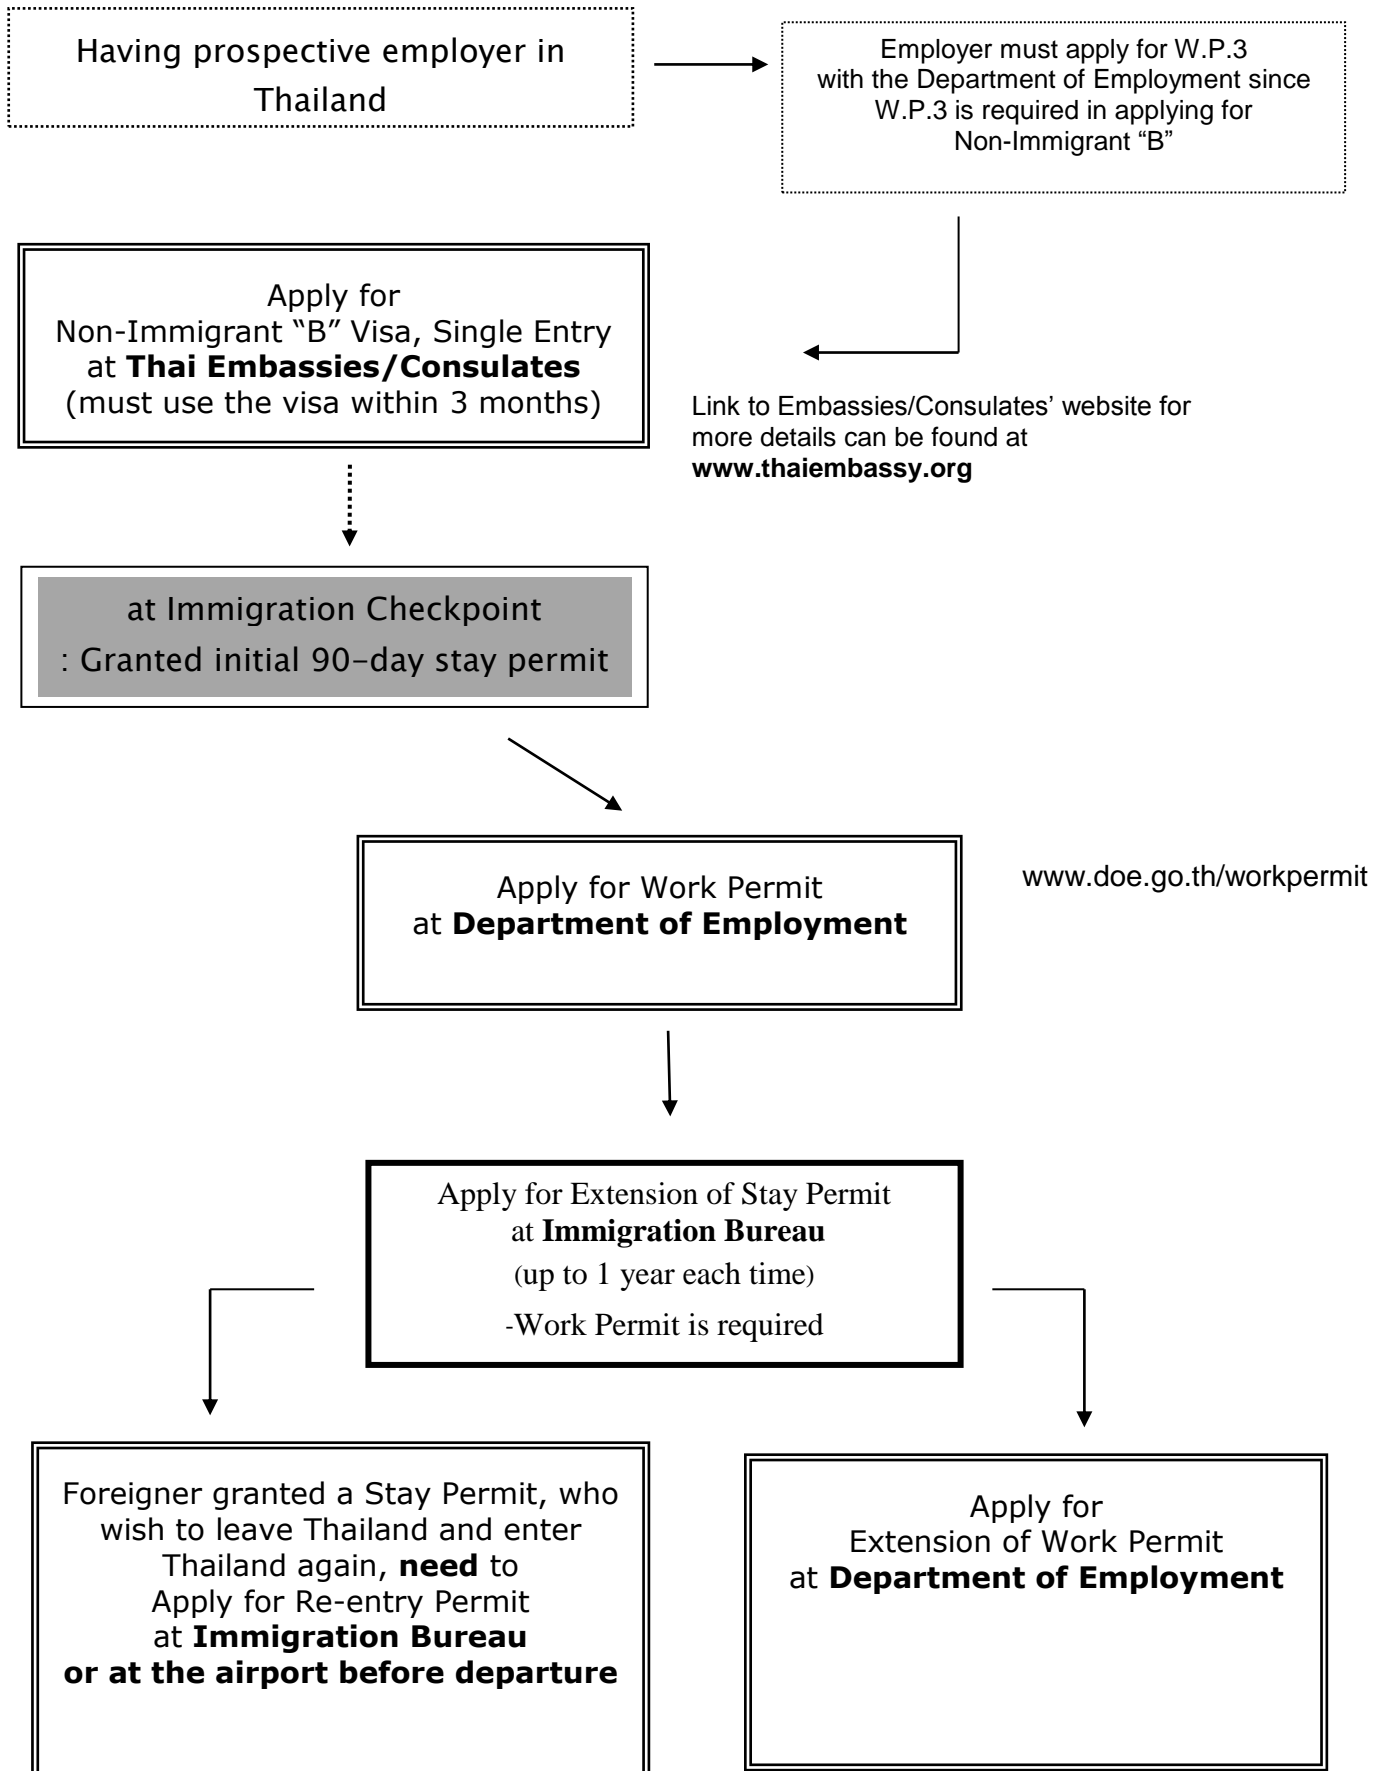 Having prospective employer in
Thailand
Employer must apply for W.P.3
with the Department of Employment since
W.P.3 is required in applying for
Non-Immigrant “B”
Apply for
Non-Immigrant “B” Visa, Single Entry
at Thai Embassies/Consulates
(must use the visa within 3 months)
Link to Embassies/Consulates’ website for
more details can be found at
www.thaiembassy.org
at Immigration Checkpoint
: Granted initial 90-day stay permit
Apply for Work Permit
at Department of Employment
www.doe.go.th/workpermit
Apply for Extension of Stay Permit
at Immigration Bureau
(up to 1 year each time)
-Work Permit is required
Foreigner granted a Stay Permit, who
wish to leave Thailand and enter
Thailand again, need to
Apply for Re-entry Permit
at Immigration Bureau
or at the airport before departure
Apply for
Extension of Work Permit
at Department of Employment